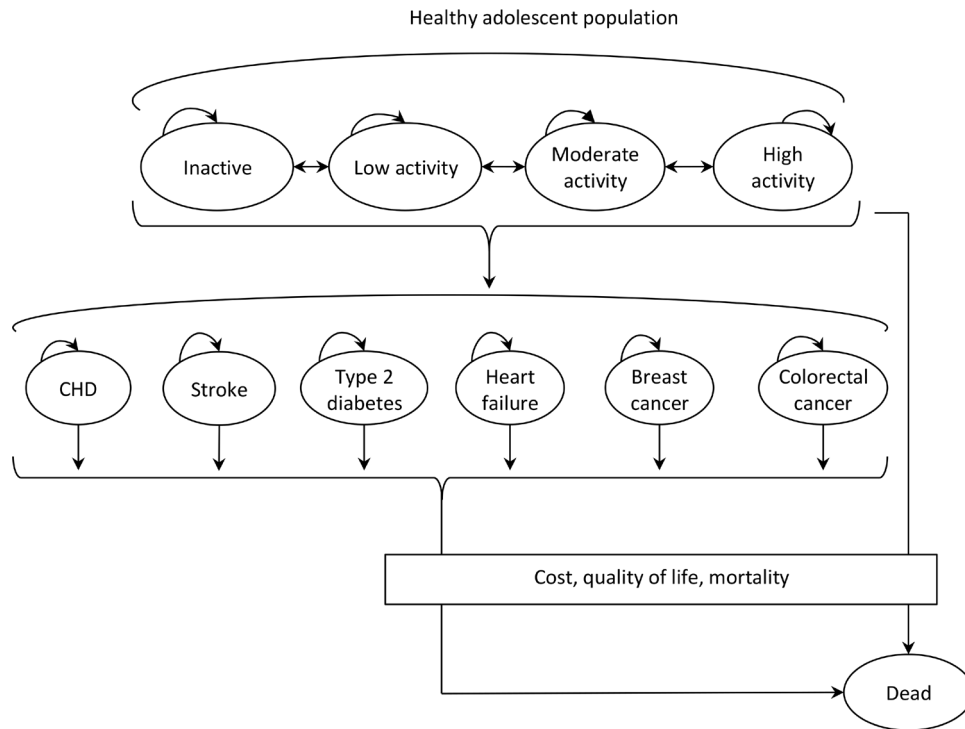 Healthy adolescent population
Inactive
Low activity
Moderate
activity
High
activity
CHD
Stroke
Type 2
diabetes
Heart
failure
Breast
cancer
Colorectal
cancer
Cost, quality of life, mortality
Dead